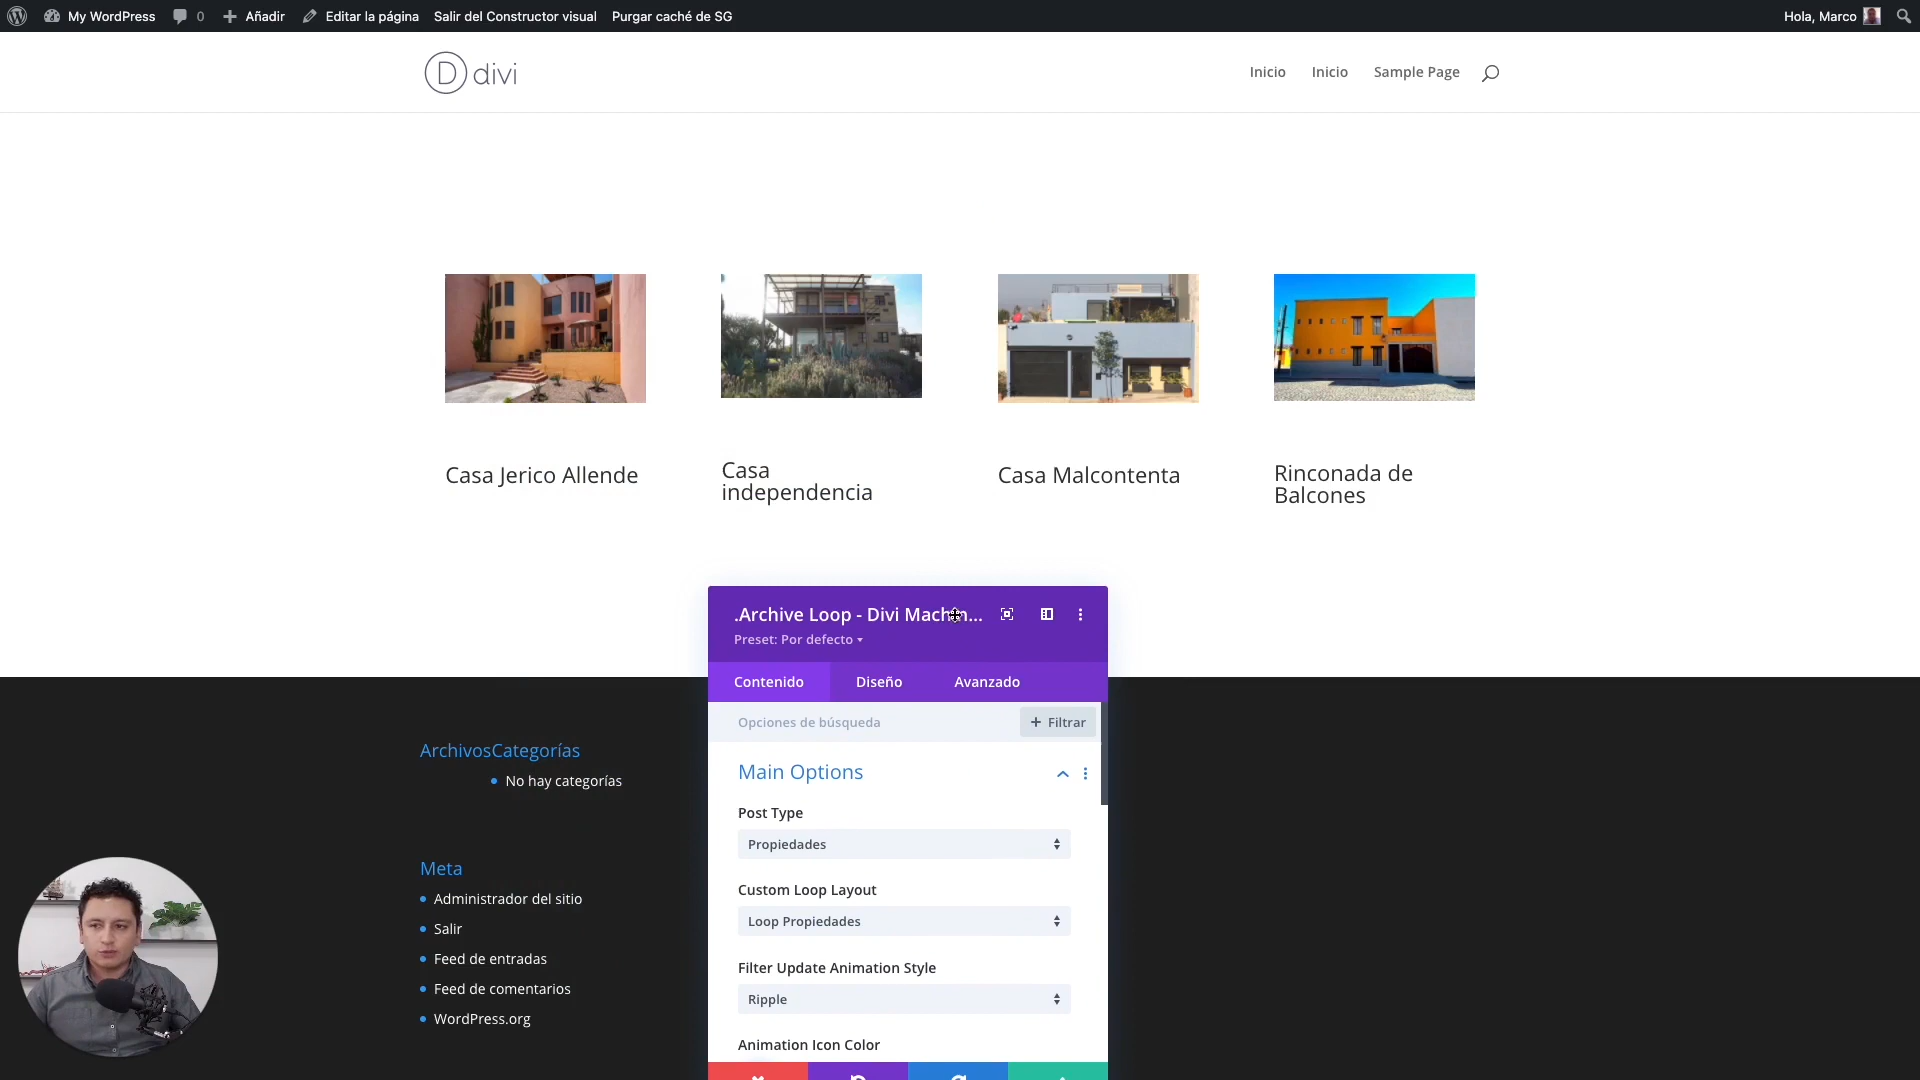 My WordPress
0
Añadir
Editar la página
Salir del Constructor visual
Purgar caché de SG
Hola, Marco
D divi
Inicio
Inicio
Sample Page
Casa Jerico Allende
Casa
independencia
Casa Malcontenta
Rinconada de
Balcones
.Archive Loop - Divi Machin...
Preset: Por defecto
Contenido
Diseño
Avanzado
Opciones de búsqueda
+ Filtrar
Main Options
Post Type
Propiedades
Custom Loop Layout
Loop Propiedades
Filter Update Animation Style
Ripple
Animation Icon Color
ArchivosCategorías
No hay categorías
Meta
Administrador del sitio
Salir
Feed de entradas
Feed de comentarios
WordPress.org